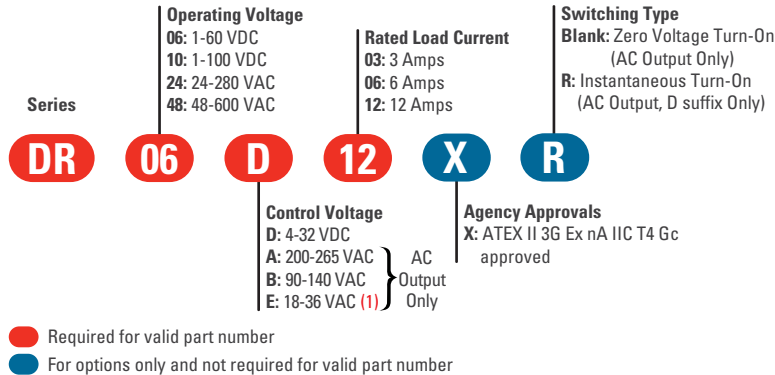 Operating Voltage
06: 1-60 VDC
10: 1-100 VDC
24: 24-280 VAC
48: 48-600 VAC
Rated Load Current
03: 3 Amps
06: 6 Amps
12: 12 Amps
Switching Type
Blank: Zero Voltage Turn-On
(AC Output Only)
R: Instantaneous Turn-On
(AC Output, D suffix Only)
Series
DR 06 D 12 X R
Control Voltage
D: 4-32 VDC
A: 200-265 VAC
B: 90-140 VAC
E: 18-36 VAC (1)
AC
Output
Only
Agency Approvals
X: ATEX II 3G Ex nA IIC T4 Gc
approved
Required for valid part number
For options only and not required for valid part number